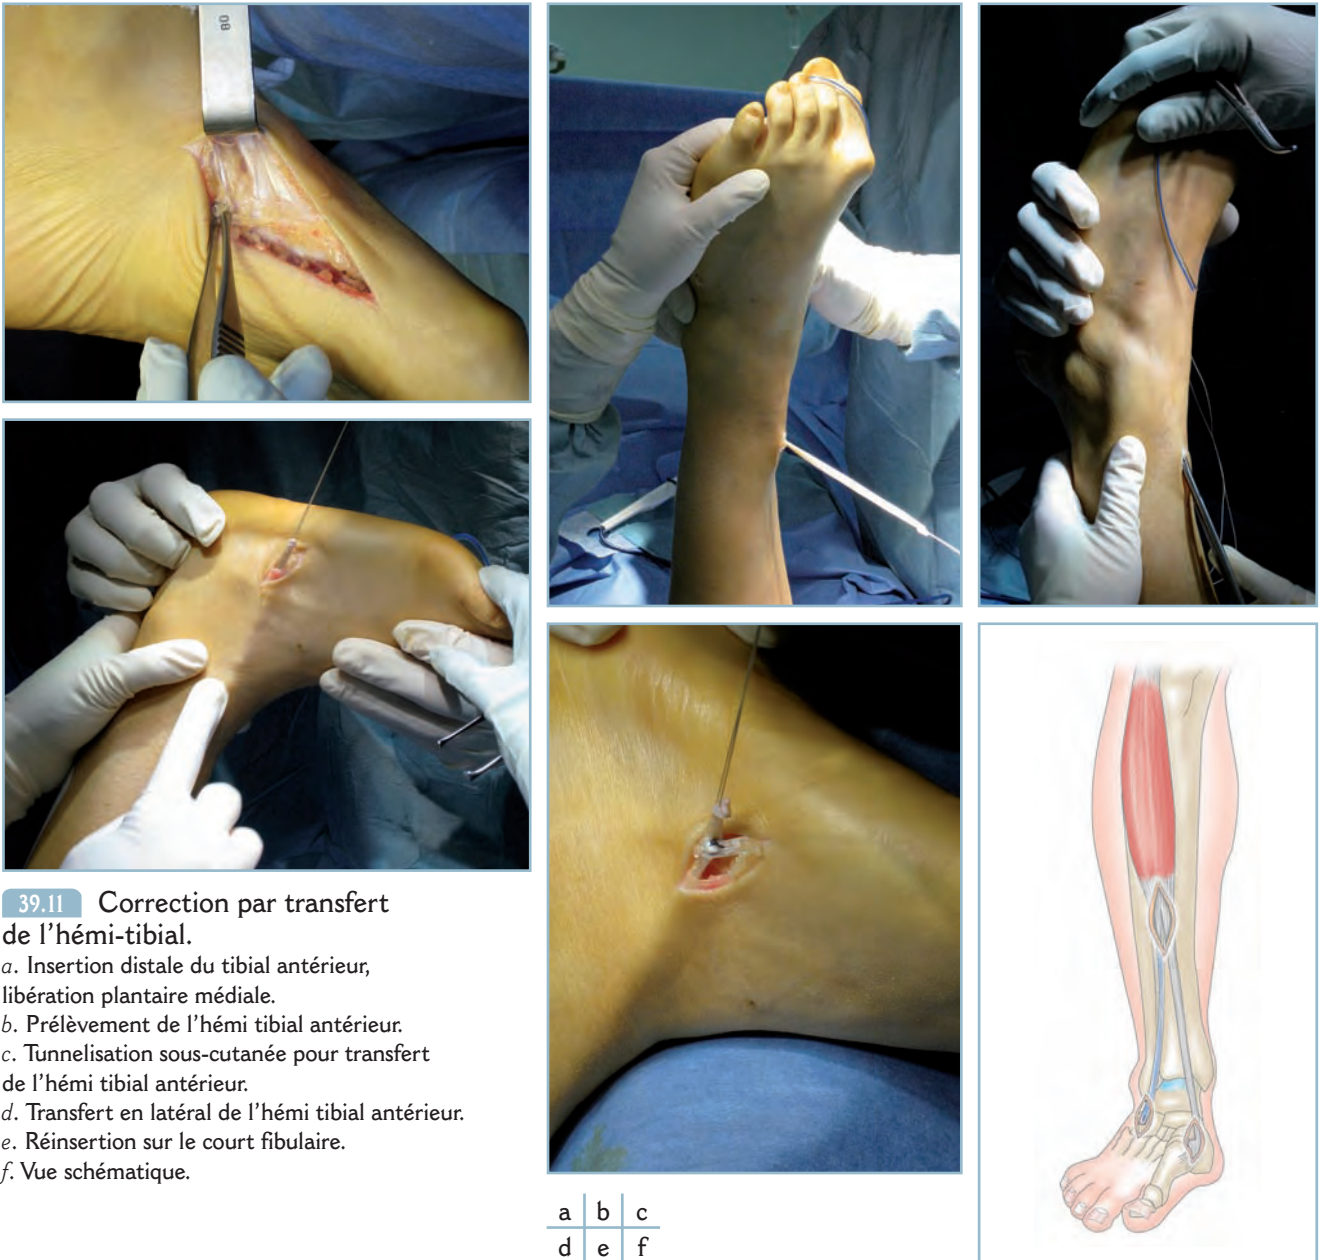 80
39.11 Correction par transfert
de l'hémi-tibial.
a. Insertion distale du tibial antérieur,
libération plantaire médiale.
b. Prélèvement de l'hémi tibial antérieur.
c. Tunnelisation sous-cutanée pour transfert
de l'hémi tibial antérieur.
d. Transfert en latéral de l'hémi tibial antérieur.
e. Réinsertion sur le court fibulaire.
f. Vue schématique.
a b c
d e f